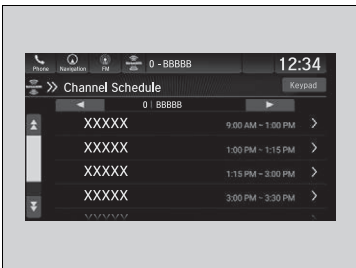 Phone Navigation FM 0 - BBBBB 12:34
Channel Schedule Keypad
0 BBBBB
XXXXX 9:00 AM – 1:00 PM
XXXXX 1:00 PM – 1:15 PM
XXXXX 1:15 PM – 3:00 PM
XXXXX 3:00 PM – 3:30 PM
YYYYY